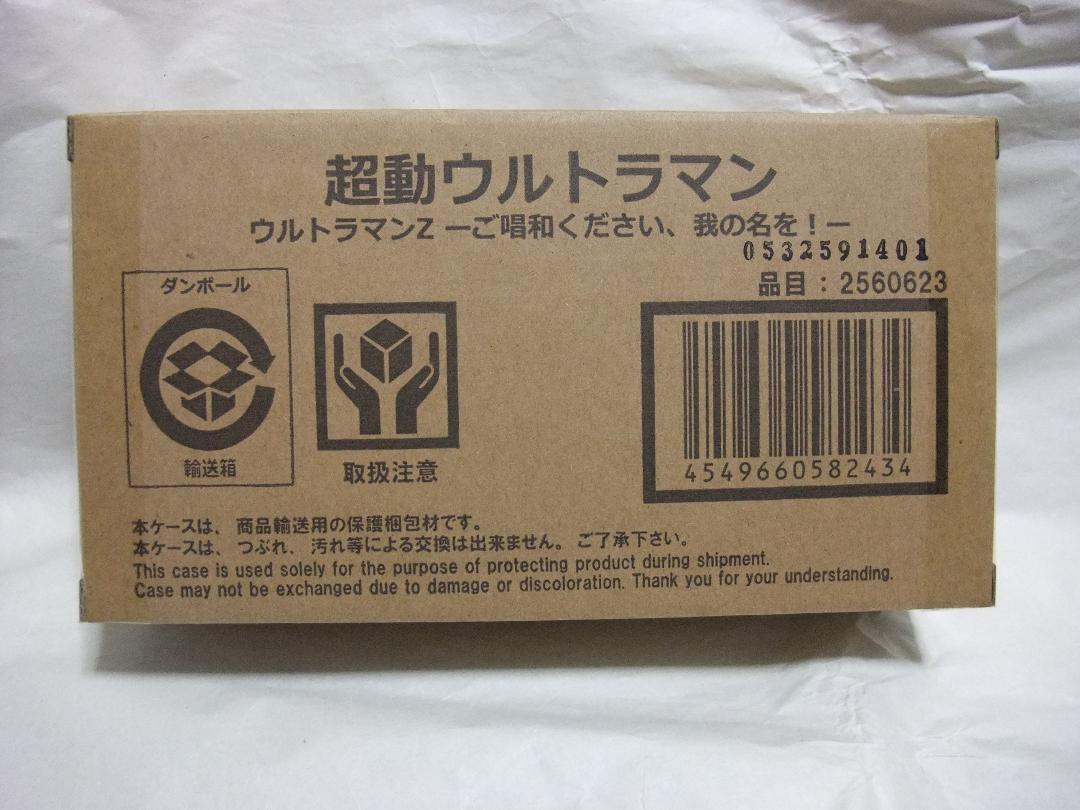 超動ウルトラマン
ウルトラマンZ ーご唱和ください、我の名を!ー
0532591401
品目：2560623
ダンボール
輸送箱
取扱注意
4549660582434
本ケースは、商品輸送用の保護梱包材です。
本ケースは、つぶれ、汚れ等による交換は出来ません。ご了承下さい。
This case is used solely for the purpose of protecting product during shipment.
Case may not be exchanged due to damage or discoloration. Thank you for your understanding.